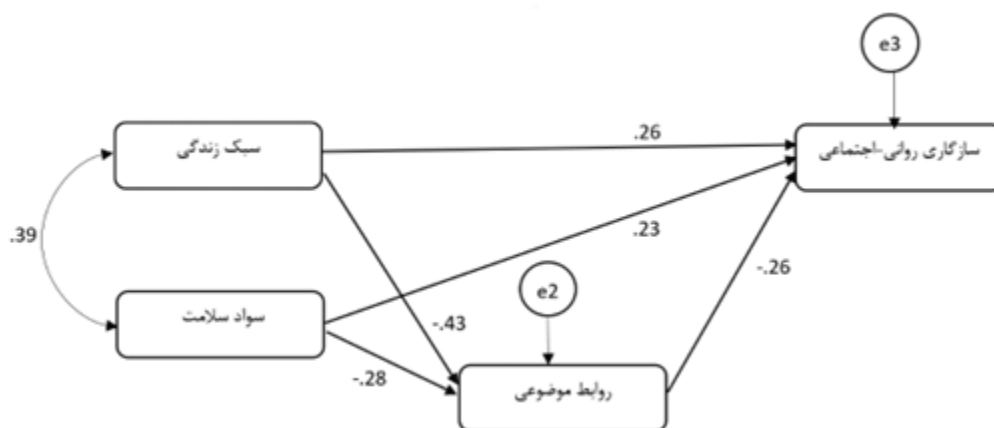 e3
سبک زندگی
.26
سازگاری روانی-اجتماعی
.39
.23
-.26
e2
سواد سلامت
-.43
-.28
روابط موضوعی